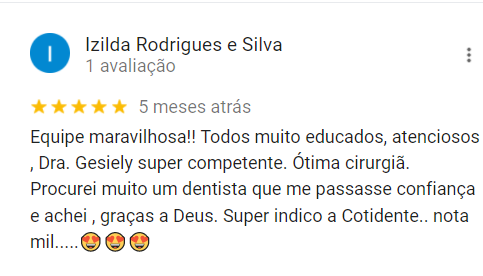 I
Izilda Rodrigues e Silva
1 avaliação
5 meses atrás
Equipe maravilhosa!! Todos muito educados, atenciosos
, Dra. Gesiely super competente. Ótima cirurgiã.
Procurei muito um dentista que me passasse confiança
e achei , graças a Deus. Super indico a Cotidente.. nota
mil.....😍😍😍